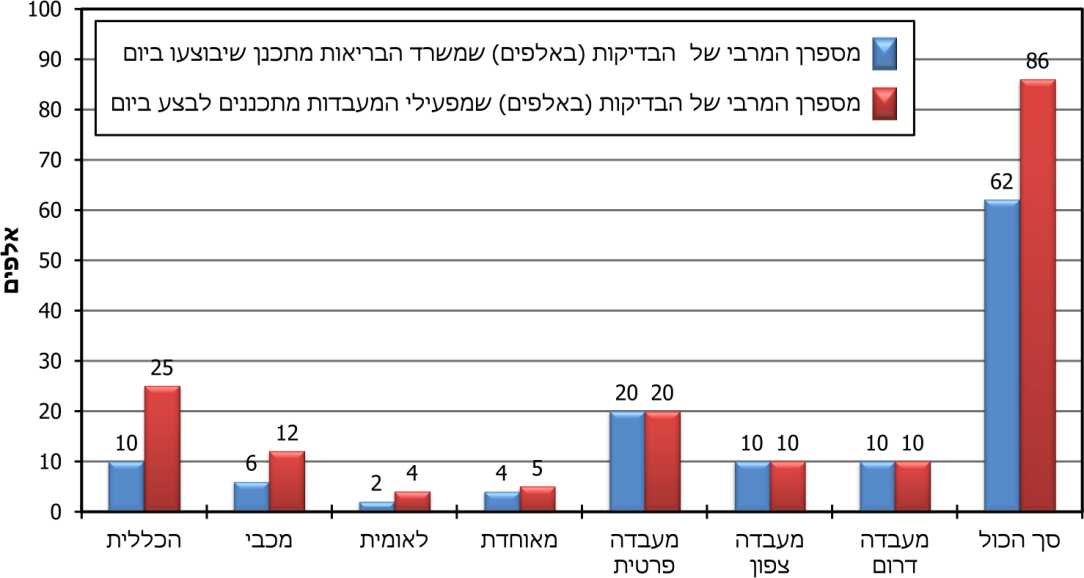 מספרן המרבי של הבדיקות (באלפים) שמשרד הבריאות מתכנן שיבוצעו ביום
מספרן המרבי של הבדיקות (באלפים) שמפעילי המעבדות מתכננים לבצע ביום
אלפים
100
90
80
70
60
50
40
30
20
10
0
10 25
6 12
2 4
4 5
20 20
10 10
10 10
62 86
הכללית
מכבי
לאומית
מאוחדת
מעבדה
פרטית
מעבדה
צפון
מעבדה
דרום
סך הכול